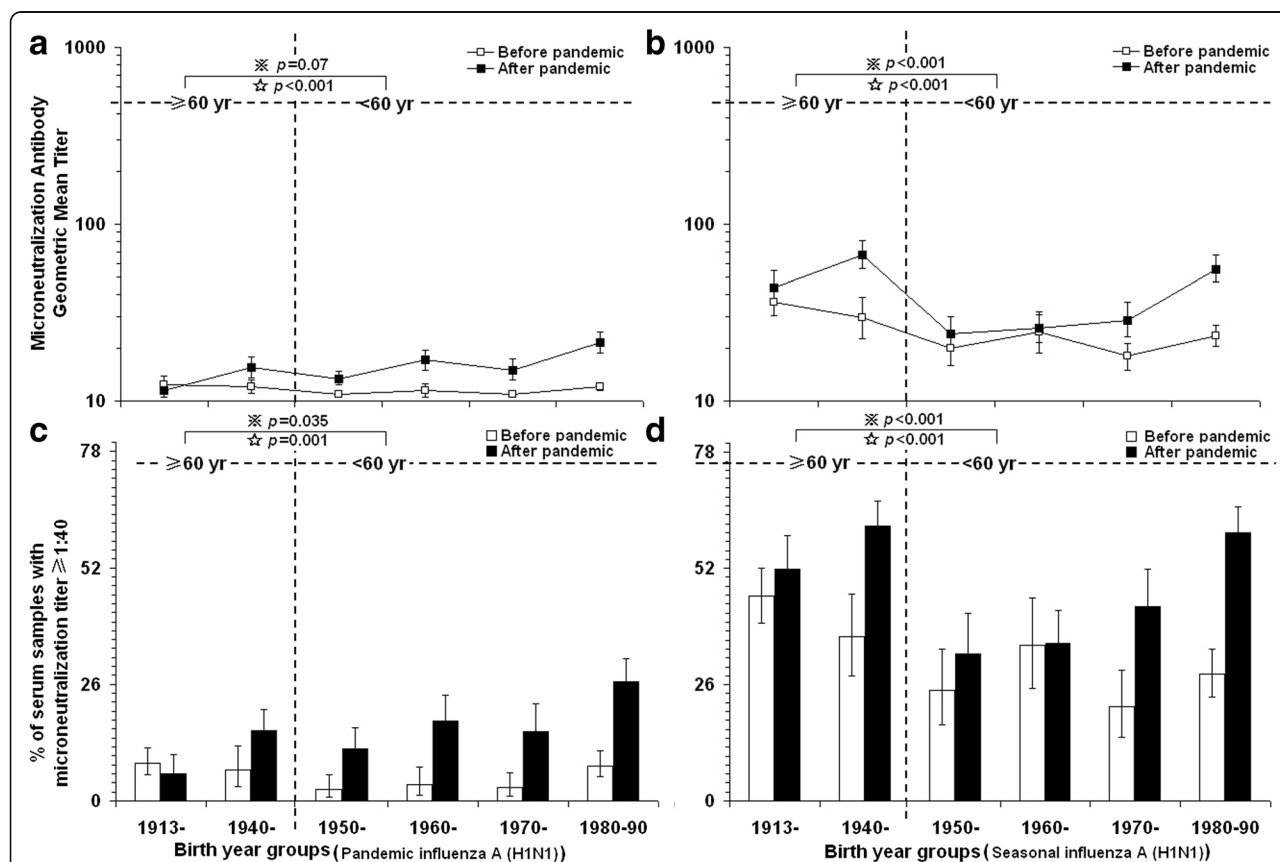 a
1000
100
10
Microneutralization Antibody
Geometric Mean Titer
Before pandemic
After pandemic
※ p=0.07
☆ p<0.001
⩾60 yr
<60 yr
b
1000
100
10
Before pandemic
After pandemic
※ p<0.001
☆ p<0.001
⩾60 yr
<60 yr
c
78
52
26
0
% of serum samples with
microneutralization titer ⩾1:40
Before pandemic
After pandemic
※ p=0.035
☆ p=0.001
⩾60 yr
<60 yr
1913- 1940- 1950- 1960- 1970- 1980-90
Birth year groups (Pandemic influenza A (H1N1))
d
78
52
26
0
Before pandemic
After pandemic
※ p<0.001
☆ p<0.001
⩾60 yr
<60 yr
1913- 1940- 1950- 1960- 1970- 1980-90
Birth year groups (Seasonal influenza A (H1N1))